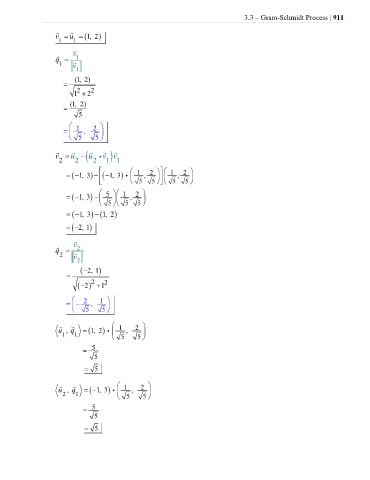 3.3 – Gram-Schmidt Process | 911
v⃗₁ = u⃗₁ = (1, 2)
q⃗₁ = v⃗₁ / ‖v⃗₁‖
= (1, 2) / √(1² + 2²)
= (1, 2) / √5
= (1/√5, 2/√5)
v⃗₂ = u⃗₂ − (u⃗₂ • v⃗₁) v⃗₁
= (−1, 3) − [(−1, 3) • (1/√5, 2/√5)] (1/√5, 2/√5)
= (−1, 3) − (5/√5)(1/√5, 2/√5)
= (−1, 3) − (1, 2)
= (−2, 1)
q⃗₂ = v⃗₂ / ‖v⃗₂‖
= (−2, 1) / √((−2)² + 1²)
= (−2/√5, 1/√5)
⟨u⃗₁, q⃗₁⟩ = (1, 2) • (1/√5, 2/√5)
= 5/√5
= √5
⟨u⃗₂, q⃗₁⟩ = (−1, 3) • (1/√5, 2/√5)
= 5/√5
= √5